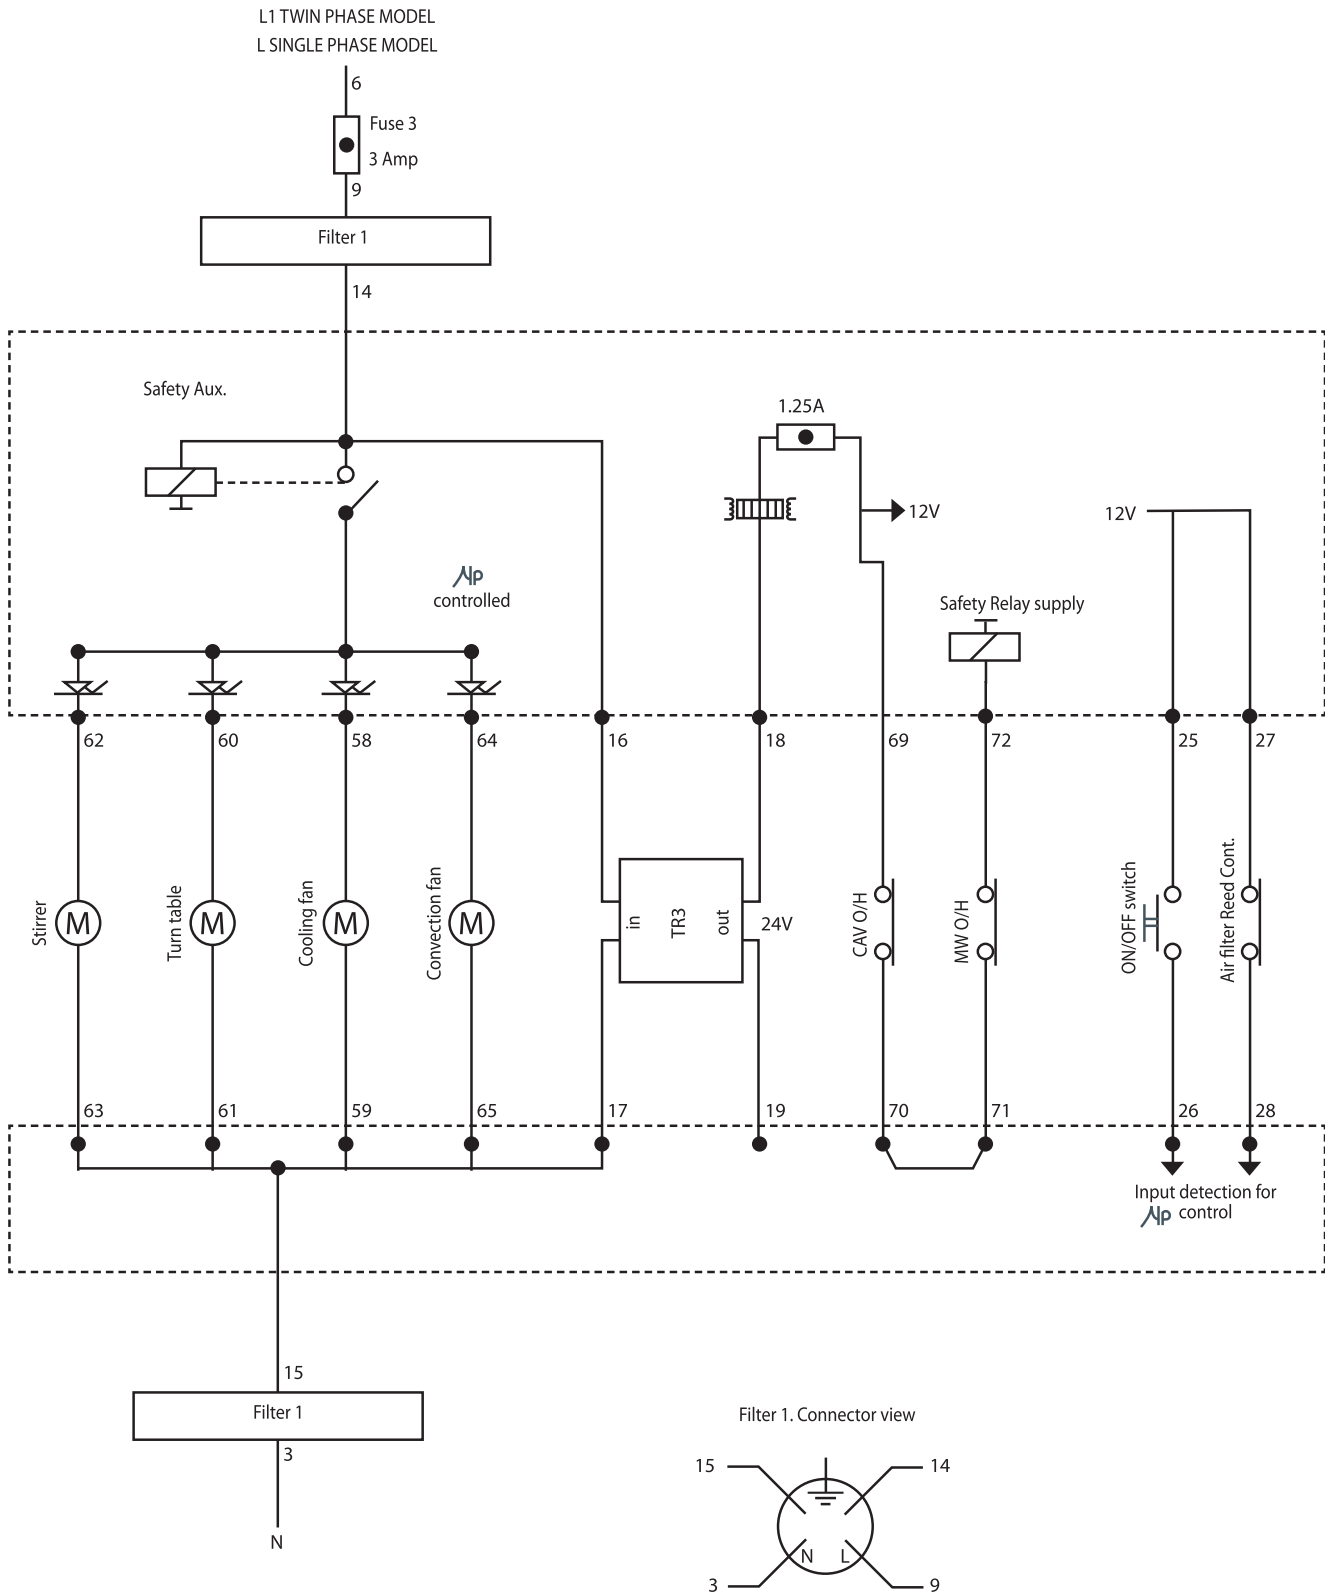 L1 TWIN PHASE MODEL
L SINGLE PHASE MODEL
6
Fuse 3
3 Amp
9
Filter 1
14
Safety Aux.
1.25A
12V
12V
μp
controlled
Safety Relay supply
62
60
58
64
16
18
69
72
25
27
Stirrer
M
Turn table
M
Cooling fan
M
Convection fan
M
in
TR3
out
24V
CAV O/H
MW O/H
ON/OFF switch
Air filter Reed Cont.
63
61
59
65
17
19
70
71
26
28
Input detection for
μp control
15
Filter 1
3
N
Filter 1. Connector view
15
14
N
L
3
9